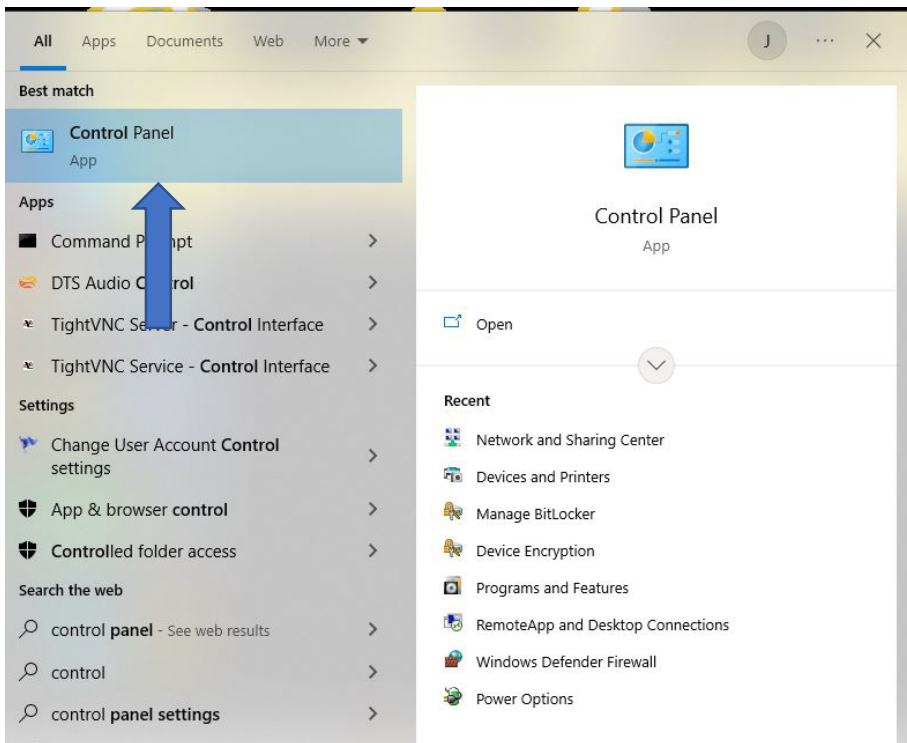 All Apps Documents Web More
J
Best match
Control Panel
App
Apps
Command P mpt
DTS Audio C rol
TightVNC Se r - Control Interface
TightVNC Service - Control Interface
Settings
Change User Account Control
settings
App & browser control
Controlled folder access
Search the web
control panel - See web results
control
control panel settings
Control Panel
App
Open
Recent
Network and Sharing Center
Devices and Printers
Manage BitLocker
Device Encryption
Programs and Features
RemoteApp and Desktop Connections
Windows Defender Firewall
Power Options